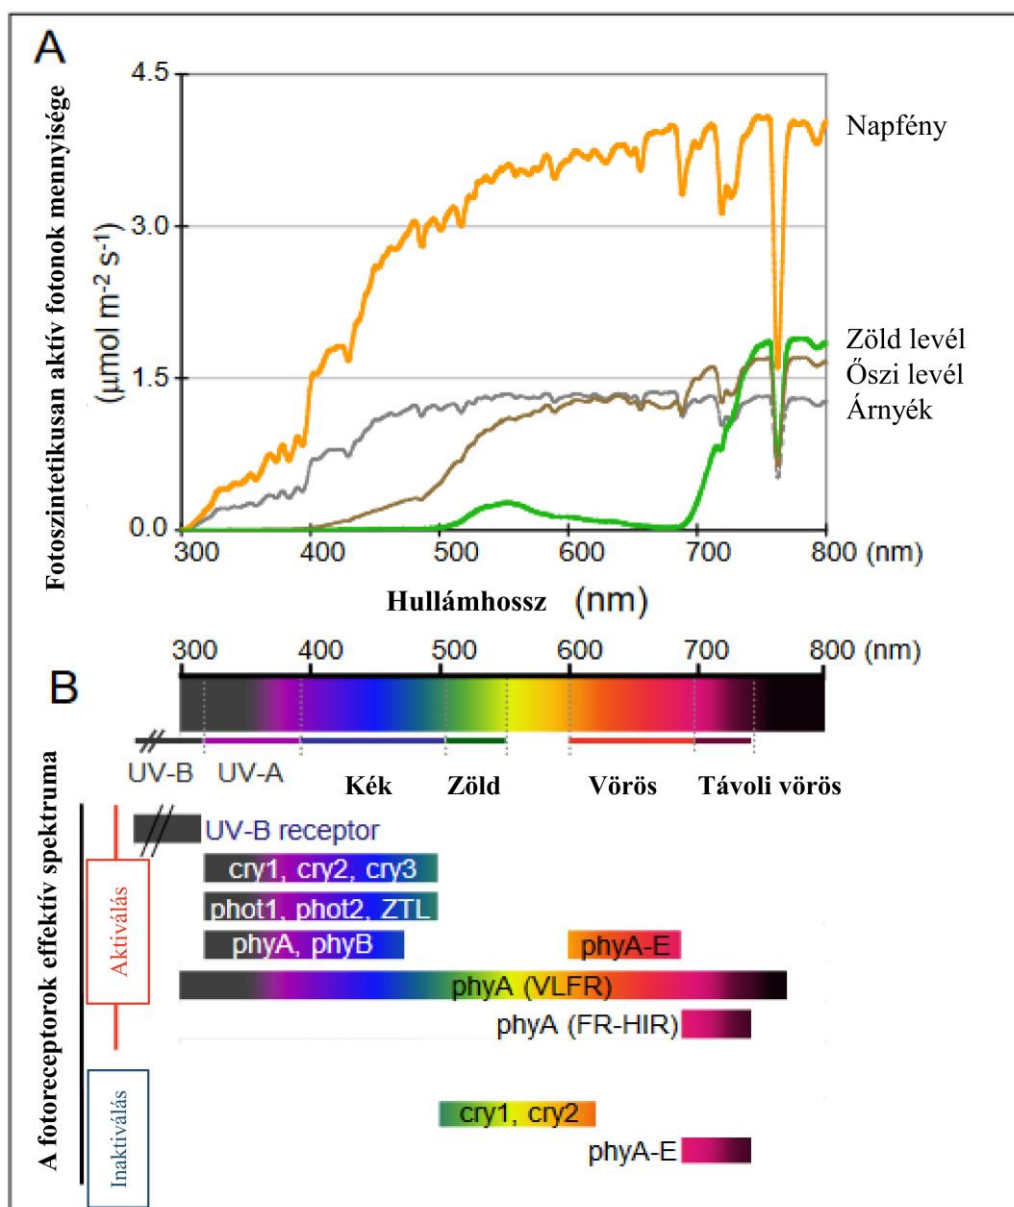 A
Fotoszintetikusan aktív fotonok mennyisége
(µmol m-2 s-1)
4.5
3.0
1.5
0.0
Napfény
Zöld levél
Őszi levél
Árnyék
300 400 500 600 700 800 (nm)
Hullámhossz (nm)
300 400 500 600 700 800 (nm)
B
UV-B UV-A Kék Zöld Vörös Távoli vörös
A fotoreceptorok effektív spektruma
Aktiválás
UV-B receptor
cry1, cry2, cry3
phot1, phot2, ZTL
phyA, phyB phyA-E
phyA (VLFR)
phyA (FR-HIR)
Inaktiválás
cry1, cry2
phyA-E